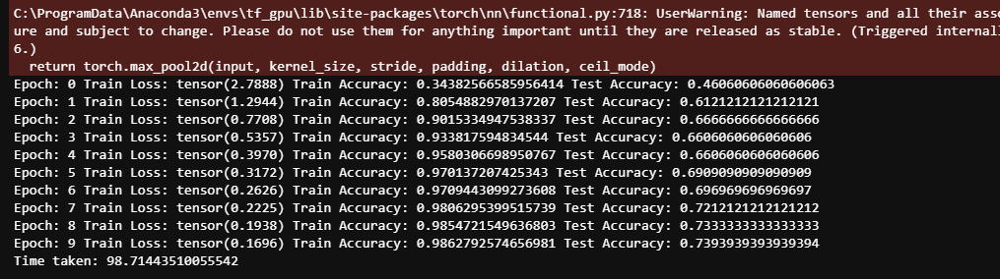 C:\ProgramData\Anaconda3\envs\tf_gpu\lib\site-packages\torch\nn\functional.py:718: UserWarning: Named tensors and all their
ure and subject to change. Please do not use them for anything important until they are released as stable. (Triggered
6.)
return torch.max_pool2d(input, kernel_size, stride, padding, dilation, ceil_mode)
Epoch: 0 Train Loss: tensor(2.7888) Train Accuracy: 0.34382566585956414 Test Accuracy: 0.46060606060606063
Epoch: 1 Train Loss: tensor(1.2944) Train Accuracy: 0.8054882970137207 Test Accuracy: 0.6121212121212121
Epoch: 2 Train Loss: tensor(0.7708) Train Accuracy: 0.9015334947538337 Test Accuracy: 0.6666666666666666
Epoch: 3 Train Loss: tensor(0.5357) Train Accuracy: 0.933817594834544 Test Accuracy: 0.6606060606060606
Epoch: 4 Train Loss: tensor(0.3970) Train Accuracy: 0.9580306698950767 Test Accuracy: 0.6606060606060606
Epoch: 5 Train Loss: tensor(0.3172) Train Accuracy: 0.970137207425343 Test Accuracy: 0.6909090909090909
Epoch: 6 Train Loss: tensor(0.2626) Train Accuracy: 0.9709443099273608 Test Accuracy: 0.696969696969697
Epoch: 7 Train Loss: tensor(0.2225) Train Accuracy: 0.9806295399515739 Test Accuracy: 0.7212121212121212
Epoch: 8 Train Loss: tensor(0.1938) Train Accuracy: 0.9854721549636803 Test Accuracy: 0.7333333333333333
Epoch: 9 Train Loss: tensor(0.1696) Train Accuracy: 0.9862792574656981 Test Accuracy: 0.7393939393939394
Time taken: 98.71443510055542